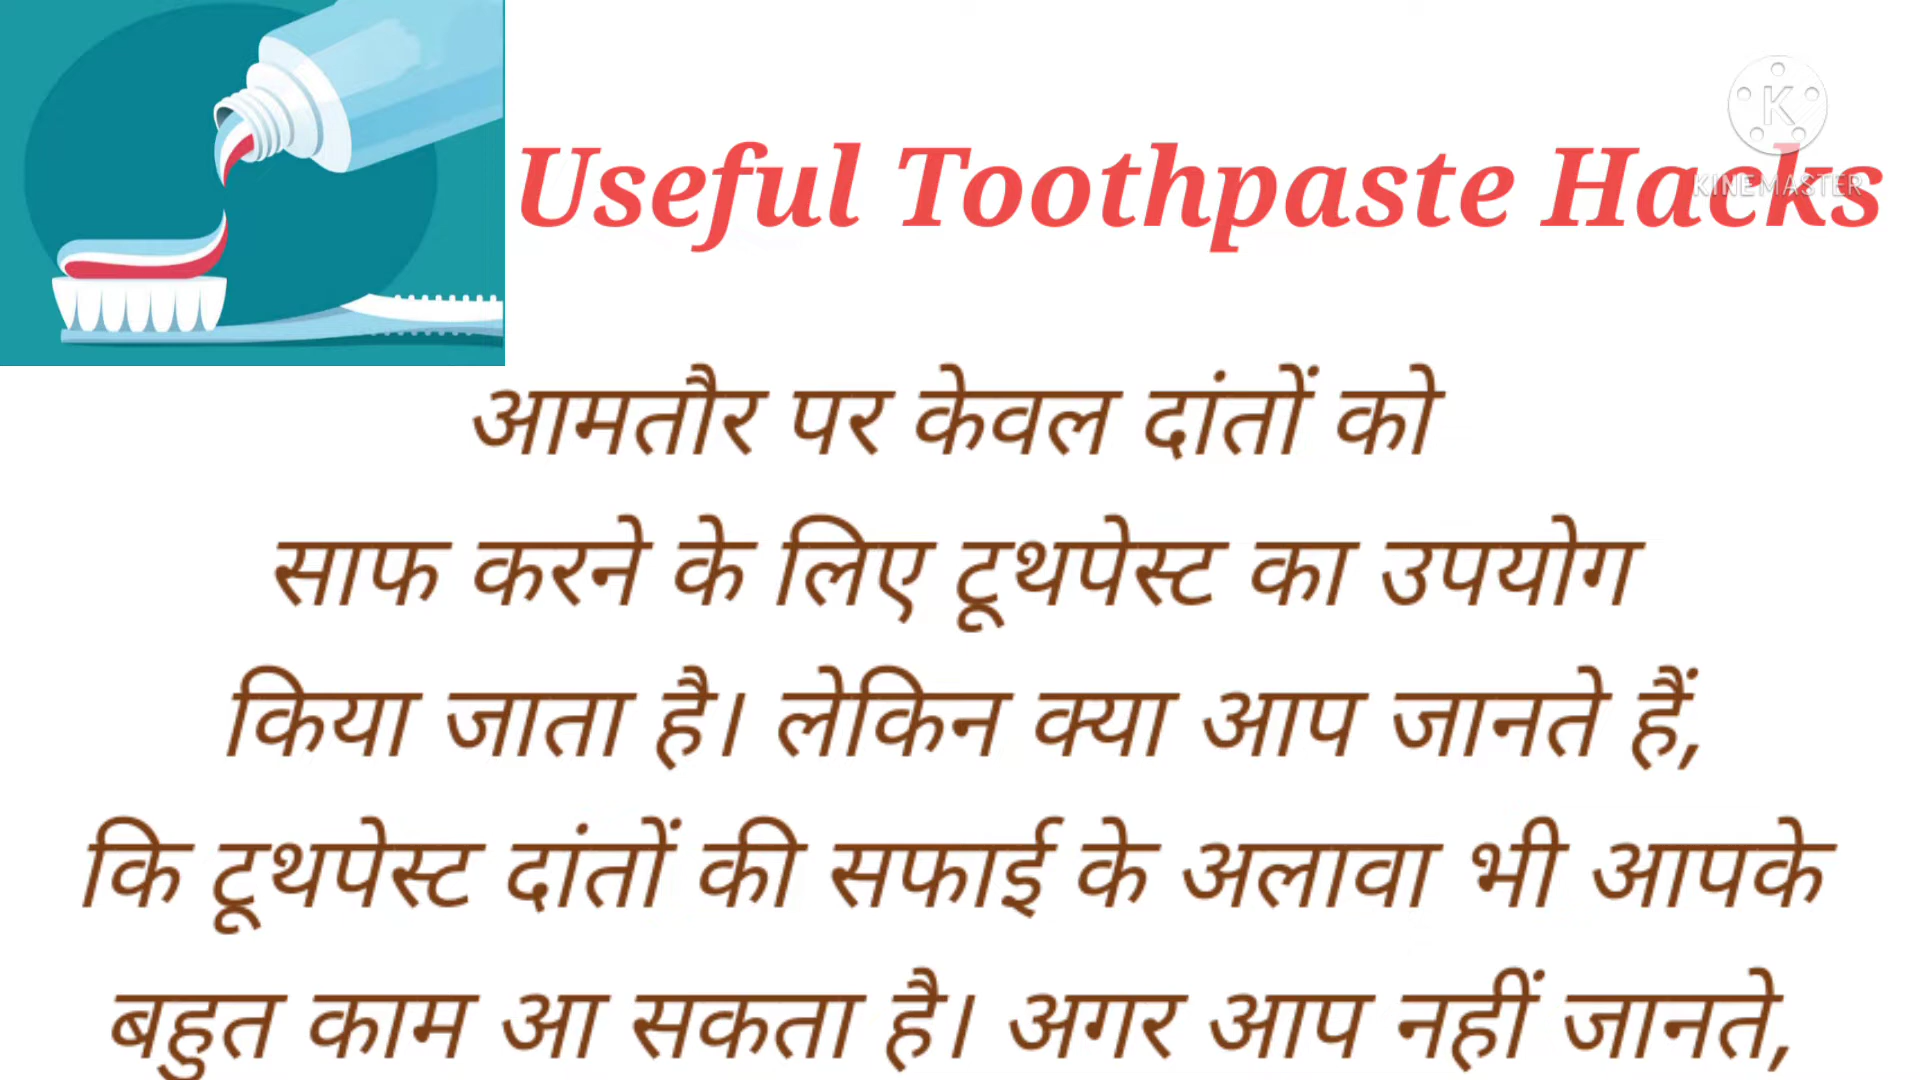 Useful Toothpaste Hacks
K
KINEMASTER
आमतौर पर केवल दांतों को
साफ करने के लिए टूथपेस्ट का उपयोग
किया जाता है। लेकिन क्या आप जानते हैं,
कि टूथपेस्ट दांतों की सफाई के अलावा भी आपके
बहुत काम आ सकता है। अगर आप नहीं जानते,